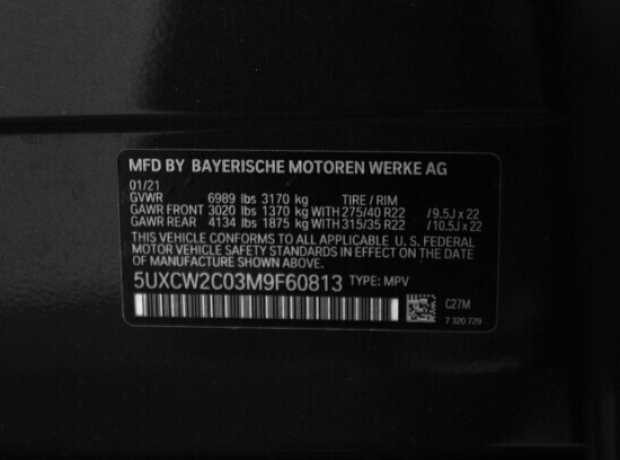 MFD BY BAYERISCHE MOTOREN WERKE AG
01/21
GVWR 6989 lbs 3170 kg TIRE / RIM
GAWR FRONT 3020 lbs 1370 kg WITH 275/40 R22 /9.5J x 22
GAWR REAR 4134 lbs 1875 kg WITH 315/35 R22 /10.5J x 22
THIS VEHICLE CONFORMS TO ALL APPLICABLE U. S. FEDERAL
MOTOR VEHICLE SAFETY STANDARDS IN EFFECT ON THE DATE
OF MANUFACTURE SHOWN ABOVE.
5UXCW2C03M9F60813 TYPE: MPV
C27M
7 320 729